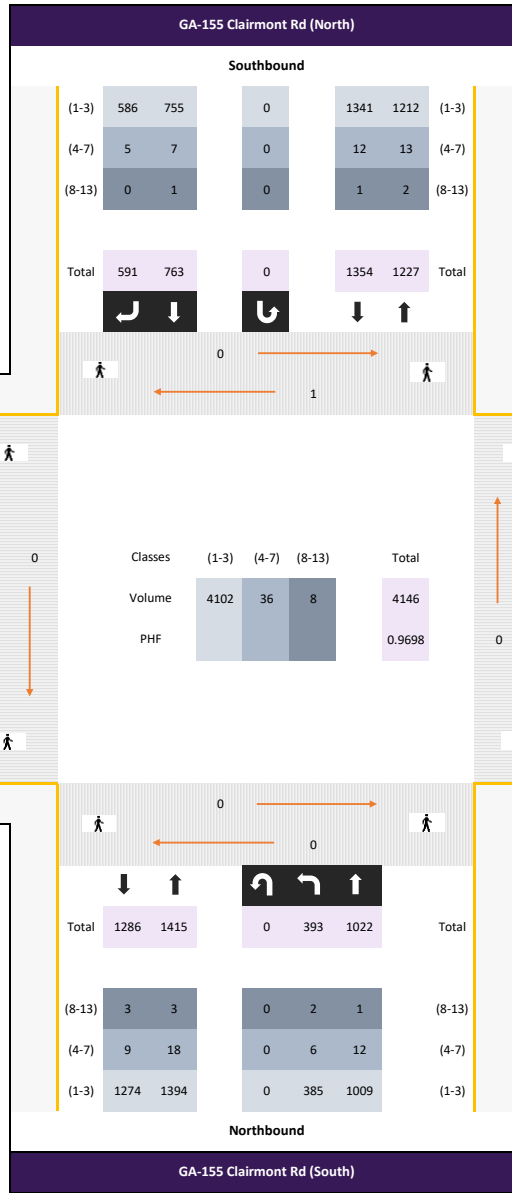 GA-155 Clairmont Rd (North)
Southbound
(1-3) 586 755 0 1341 1212 (1-3)
(4-7) 5 7 0 12 13 (4-7)
(8-13) 0 1 0 1 2 (8-13)
Total 591 763 0 1354 1227 Total
0
1
0
Classes (1-3) (4-7) (8-13) Total
Volume 4102 36 8 4146
PHF 0.9698
0
0
0
Total 1286 1415 0 393 1022 Total
(8-13) 3 3 0 2 1 (8-13)
(4-7) 9 18 0 6 12 (4-7)
(1-3) 1274 1394 0 385 1009 (1-3)
Northbound
GA-155 Clairmont Rd (South)